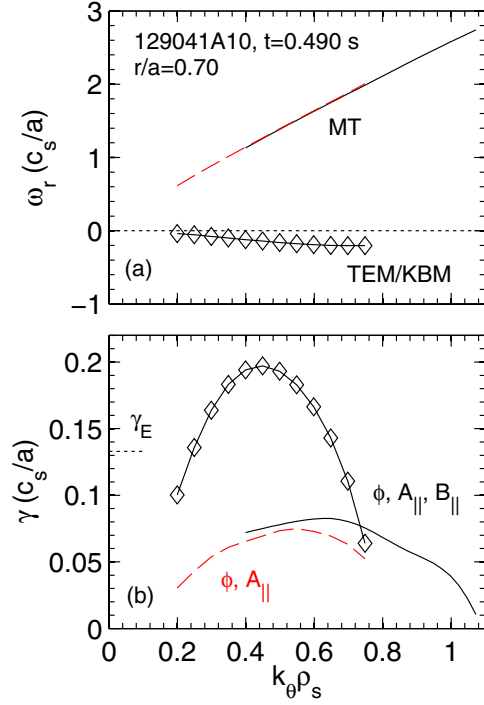 129041A10, t=0.490 s
r/a=0.70
3
2
1
0
−1
ω_r (c_s/a)
MT
TEM/KBM
(a)
0.2
0.15
0.1
0.05
0
γ (c_s/a)
γ_E
ϕ, A_||, B_||
ϕ, A_||
(b)
0 0.2 0.4 0.6 0.8 1
k_θρ_s